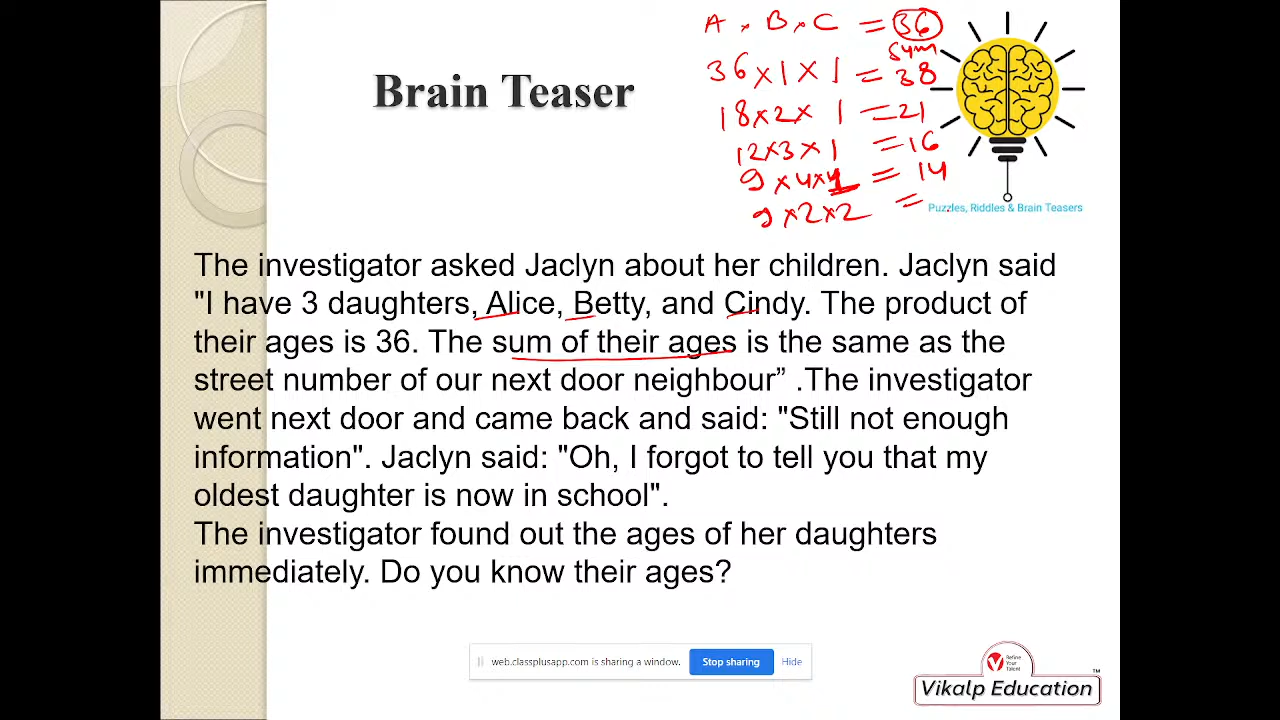 A × B × C = 36
Sum
36 × 1 × 1 = 38
Brain Teaser
18 × 2 × 1 = 21
12 × 3 × 1 = 16
9 × 4 × 1 = 14
9 × 2 × 2 =
Puzzles, Riddles & Brain Teasers
The investigator asked Jaclyn about her children. Jaclyn said
"I have 3 daughters, Alice, Betty, and Cindy. The product of
their ages is 36. The sum of their ages is the same as the
street number of our next door neighbour” .The investigator
went next door and came back and said: "Still not enough
information". Jaclyn said: "Oh, I forgot to tell you that my
oldest daughter is now in school".
The investigator found out the ages of her daughters
immediately. Do you know their ages?
web.classplusapp.com is sharing a window. Stop sharing Hide
Refine
Your
Talent
Vikalp Education ™